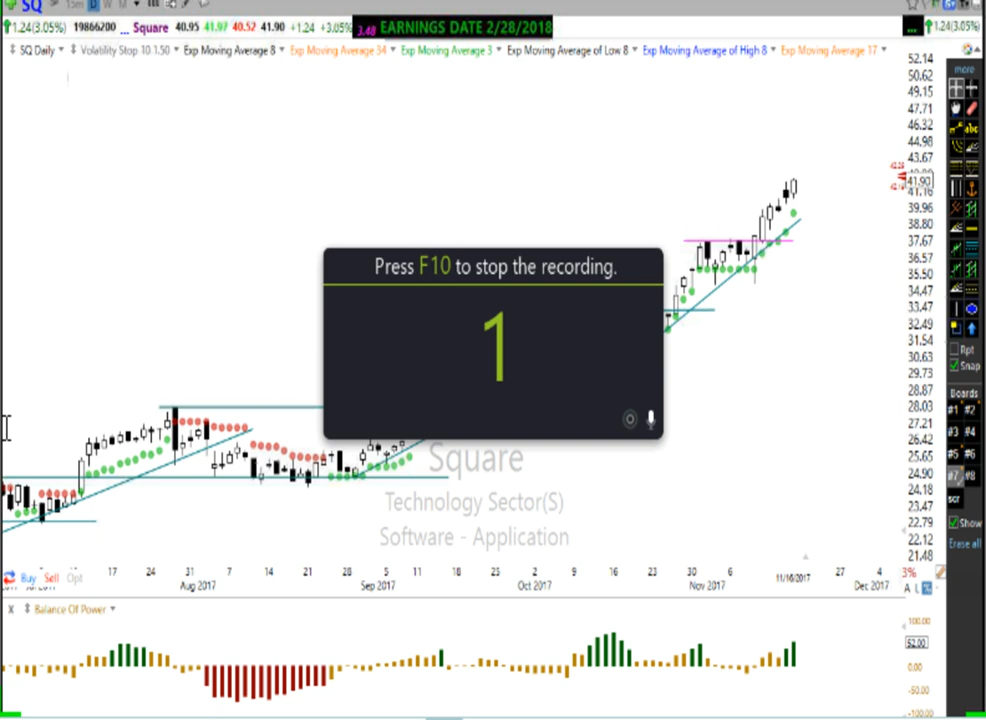 SQ 15m D W M
1.24(3.05%) 19866200 ... Square 40.95 41.97 40.52 41.90 +1.24 +3.05% 3.48 EARNINGS DATE 2/28/2018 ... 1.24(3.05%)
SQ Daily Volatility Stop 10 1.50 Exp Moving Average 8 Exp Moving Average 34 Exp Moving Average 3 Exp Moving Average of Low 8 Exp Moving Average of High 8 Exp Moving Average 17
52.14
more
50.62
49.15
47.71
46.32
abc
44.98
43.67
41.90
41.16
39.96
38.80
37.67
36.57
35.50
34.47
33.47
32.49
31.54
30.63
29.73
28.87
28.03
27.21
26.42
25.65
24.90
24.18
23.47
22.79
22.12
21.48
Press F10 to stop the recording.
1
Rpt
Snap
Boards
#1 #2
#3 #4
#5 #6
#7 #8
scr
Show
Erase all
Square
Technology Sector(S)
Software - Application
Buy Sell Opt
17 24 31 7 14 21 28 5 11 18 25 2 9 16 23 30 6 11/16/2017 27 4
Aug 2017 Sep 2017 Oct 2017 Nov 2017 Dec 2017
3%
A L %
X Balance Of Power
100.00
52.00
0.00
-50.00
-100.00